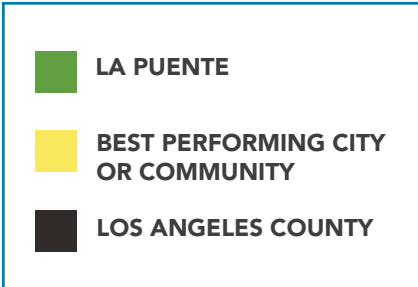 LA PUENTE
BEST PERFORMING CITY
OR COMMUNITY
LOS ANGELES COUNTY